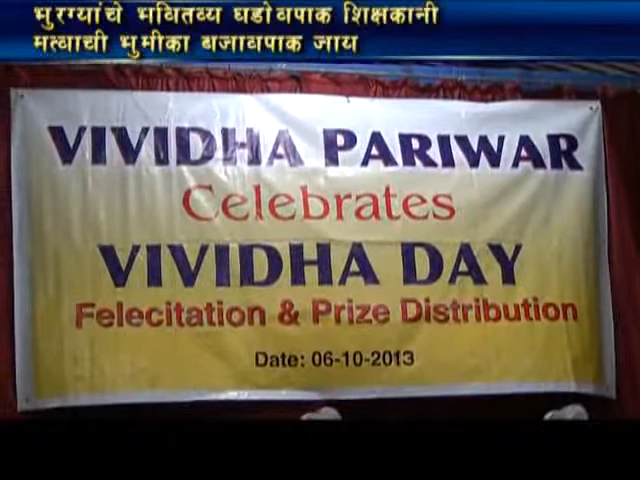 भुरग्यांचे भवितव्य घडोवपाक शिक्षकानी
मत्वाची भुमीका बजावपाक जाय
VIVIDHA PARIWAR
Celebrates
VIVIDHA DAY
Felecitation & Prize Distribution
Date: 06-10-2013